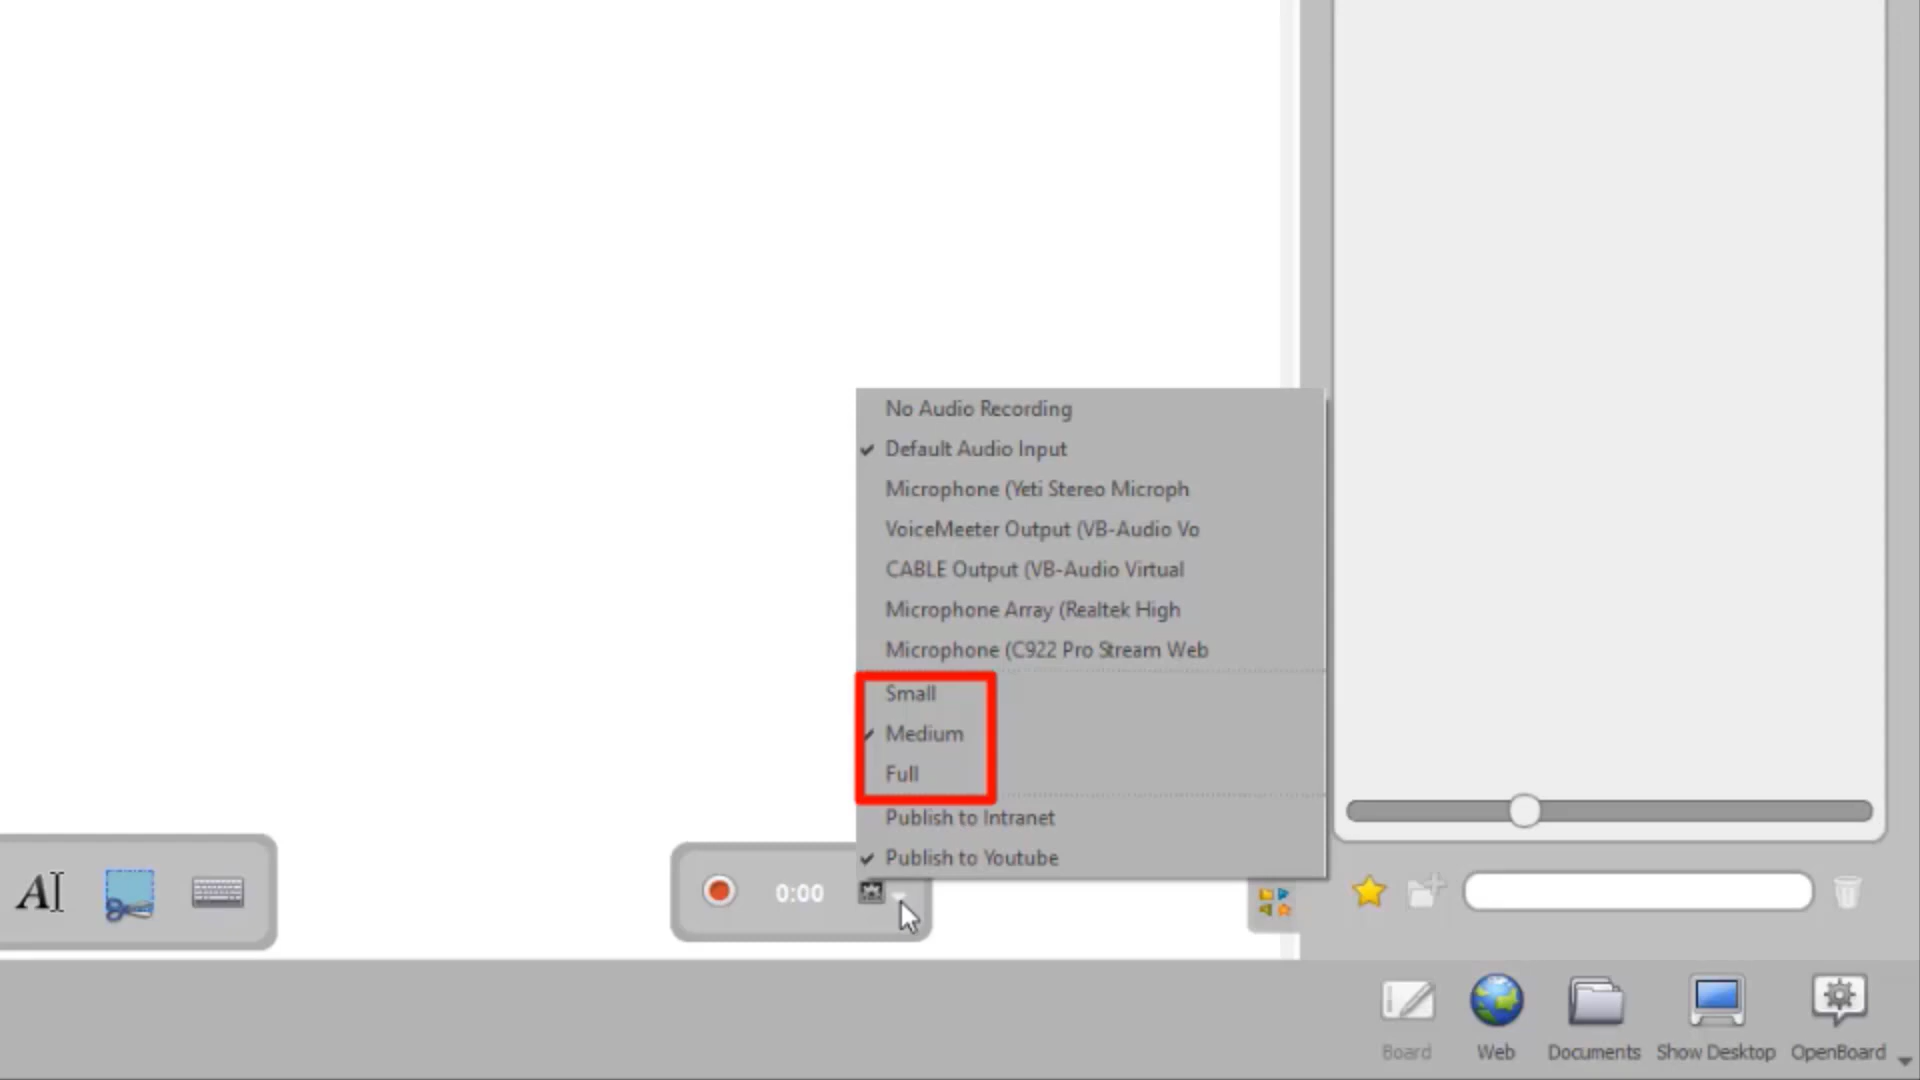 No Audio Recording
Default Audio Input
Microphone (Yeti Stereo Microph
VoiceMeeter Output (VB-Audio Vo
CABLE Output (VB-Audio Virtual
Microphone Array (Realtek High
Microphone (C922 Pro Stream Web
Small
Medium
Full
Publish to Intranet
Publish to Youtube
AI
0:00
Board
Web
Documents
Show Desktop
OpenBoard